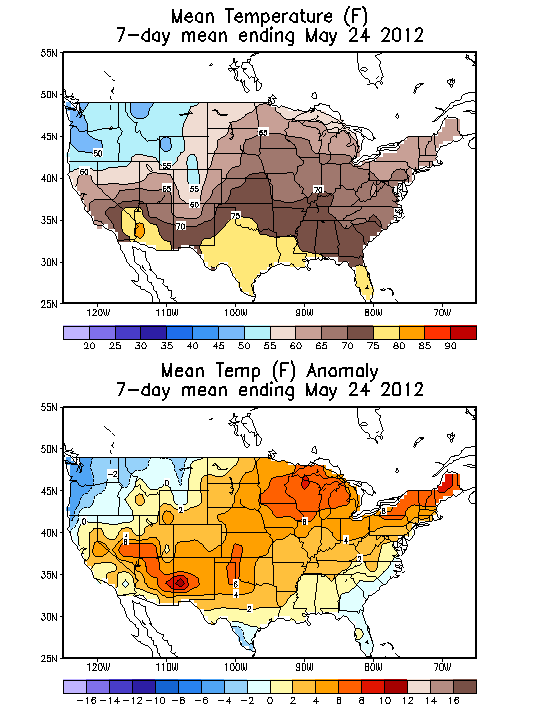 Mean Temperature (F)
7-day mean ending May 24 2012
55N
50N
45N
40N
35N
30N
25N
120W 110W 100W 90W 80W 70W
65
50
55
60
65
55
60
70
70
75
20 25 30 35 40 45 50 55 60 65 70 75 80 85 90
Mean Temp (F) Anomaly
7-day mean ending May 24 2012
55N
50N
45N
40N
35N
30N
25N
120W 110W 100W 90W 80W 70W
-2
0
2
0
8
8
4
6
4
2
6
4
2
-16 -14 -12 -10 -8 -6 -4 -2 0 2 4 6 8 10 12 14 16